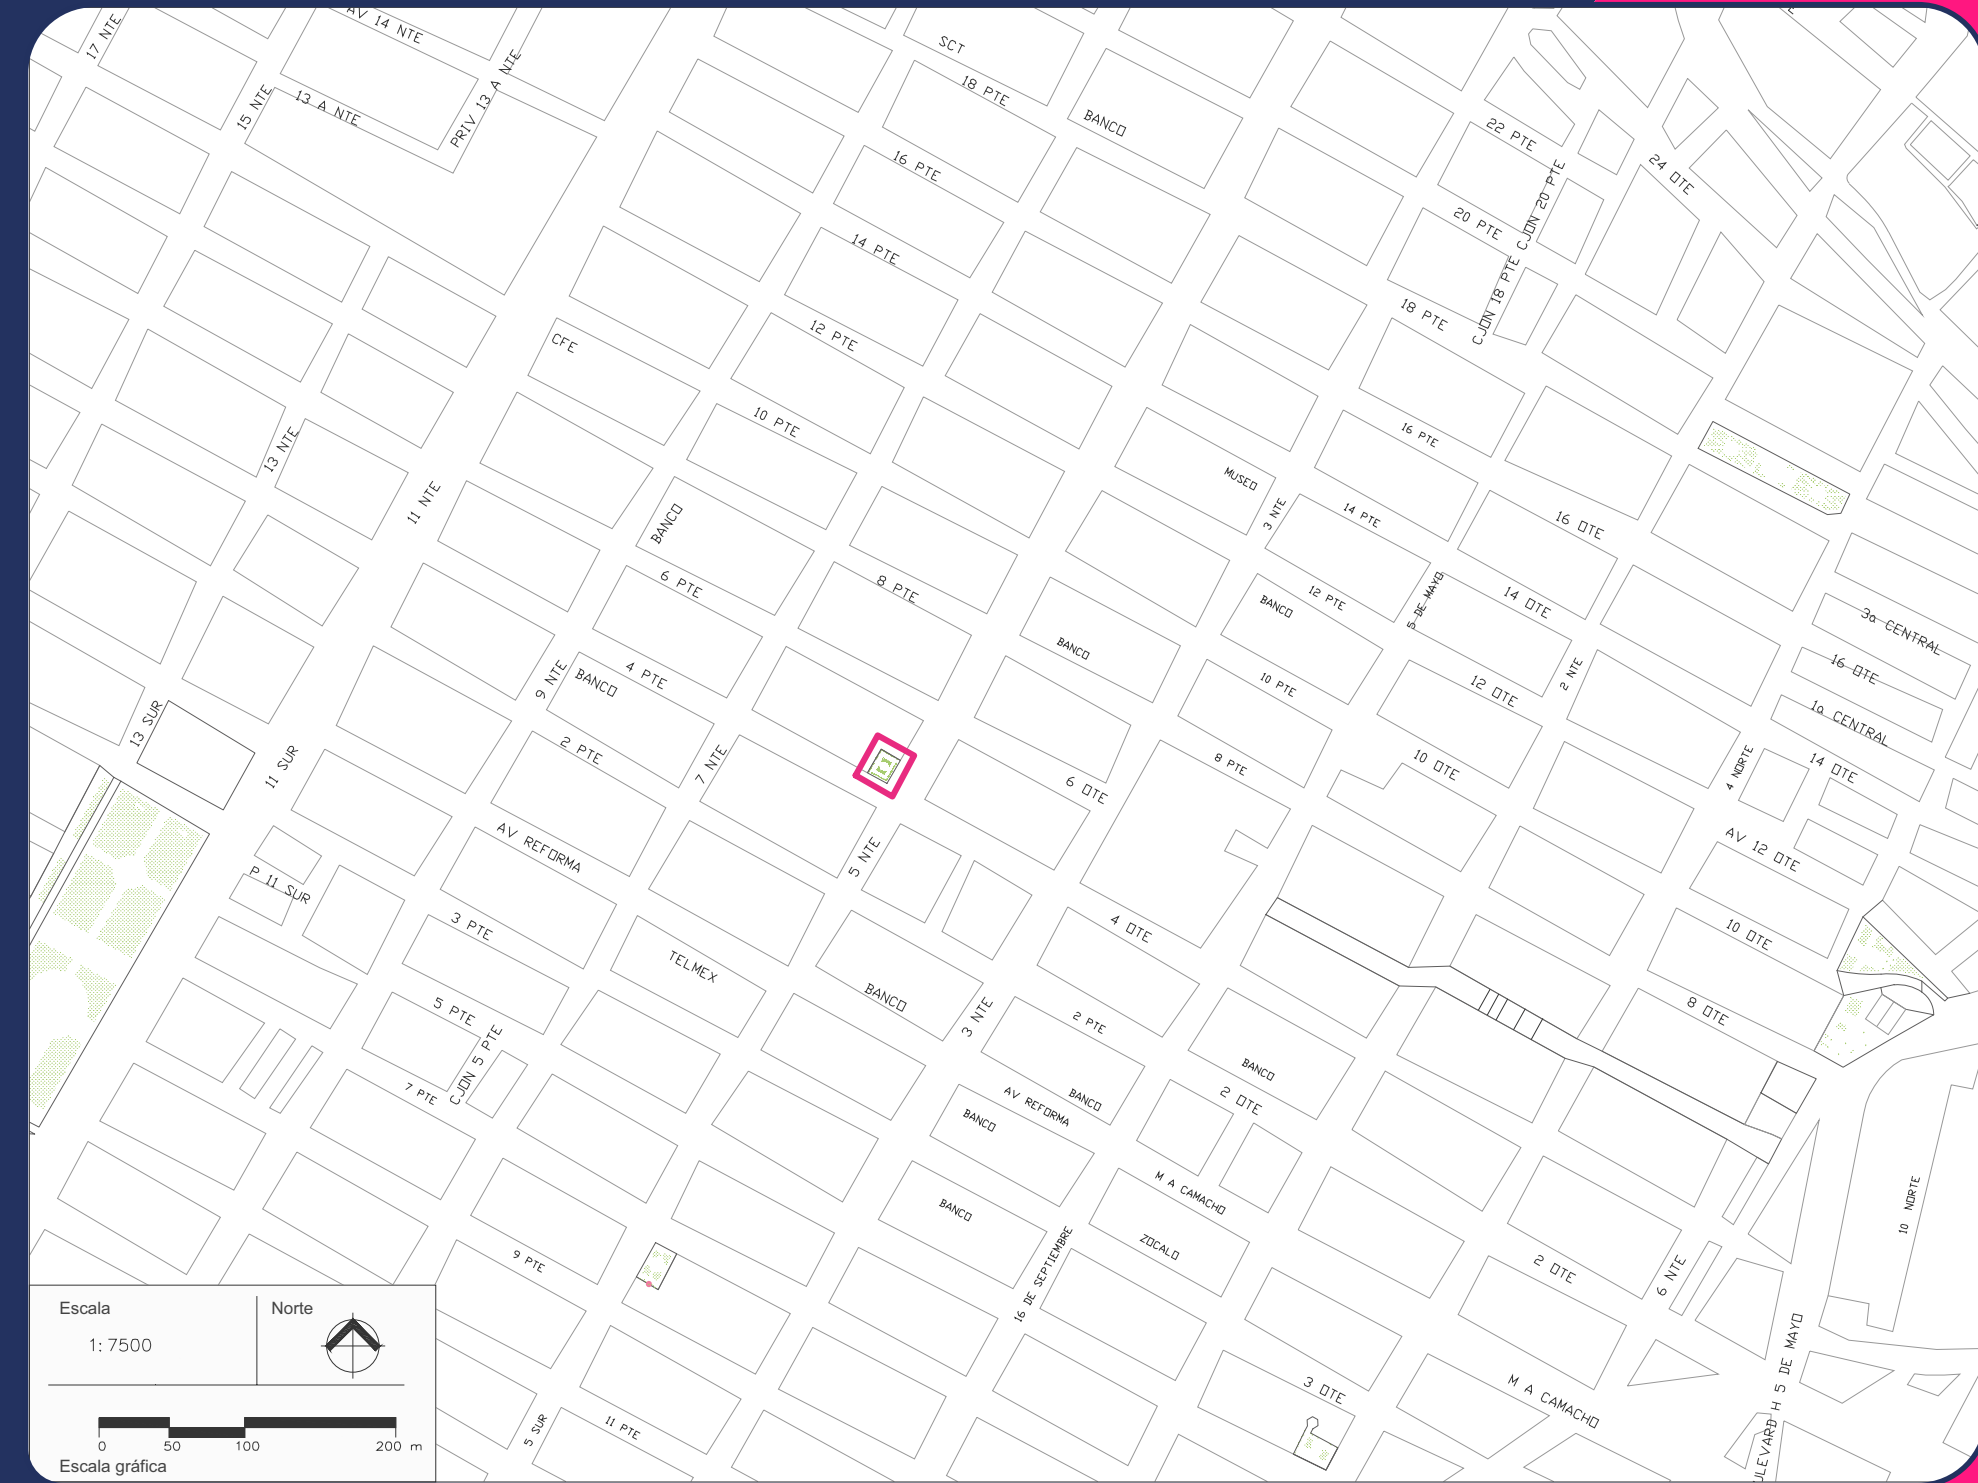 AV 14 NTE
17 NTE
SCT
PRIV 13 A NTE
18 PTE
15 NTE
13 A NTE
BANCO
22 PTE
24 OTE
16 PTE
CJON 20 PTE
20 PTE
14 PTE
CJON 18 PTE
18 PTE
12 PTE
CFE
10 PTE
16 PTE
13 NTE
MUSEO
11 NTE
3 NTE
14 PTE
16 OTE
BANCO
6 PTE
8 PTE
5 DE MAYO
12 PTE
BANCO
14 OTE
3a CENTRAL
BANCO
16 OTE
9 NTE
BANCO
4 PTE
10 PTE
12 OTE
2 NTE
1a CENTRAL
13 SUR
11 SUR
2 PTE
7 NTE
8 PTE
10 OTE
4 NORTE
14 OTE
6 OTE
AV REFORMA
5 NTE
AV 12 OTE
P 11 SUR
3 PTE
4 OTE
10 OTE
TELMEX
BANCO
5 PTE
3 NTE
2 PTE
8 OTE
CJON 5 PTE
7 PTE
BANCO
AV REFORMA
BANCO
2 OTE
BANCO
M A CAMACHO
BANCO
ZOCALO
10 NORTE
9 PTE
16 DE SEPTIEMBRE
2 OTE
6 NTE
3 OTE
M A CAMACHO
ULEVARD H 5 DE MAYO
5 SUR
11 PTE
Escala
Norte
1: 7500
0 50 100 200 m
Escala gráfica